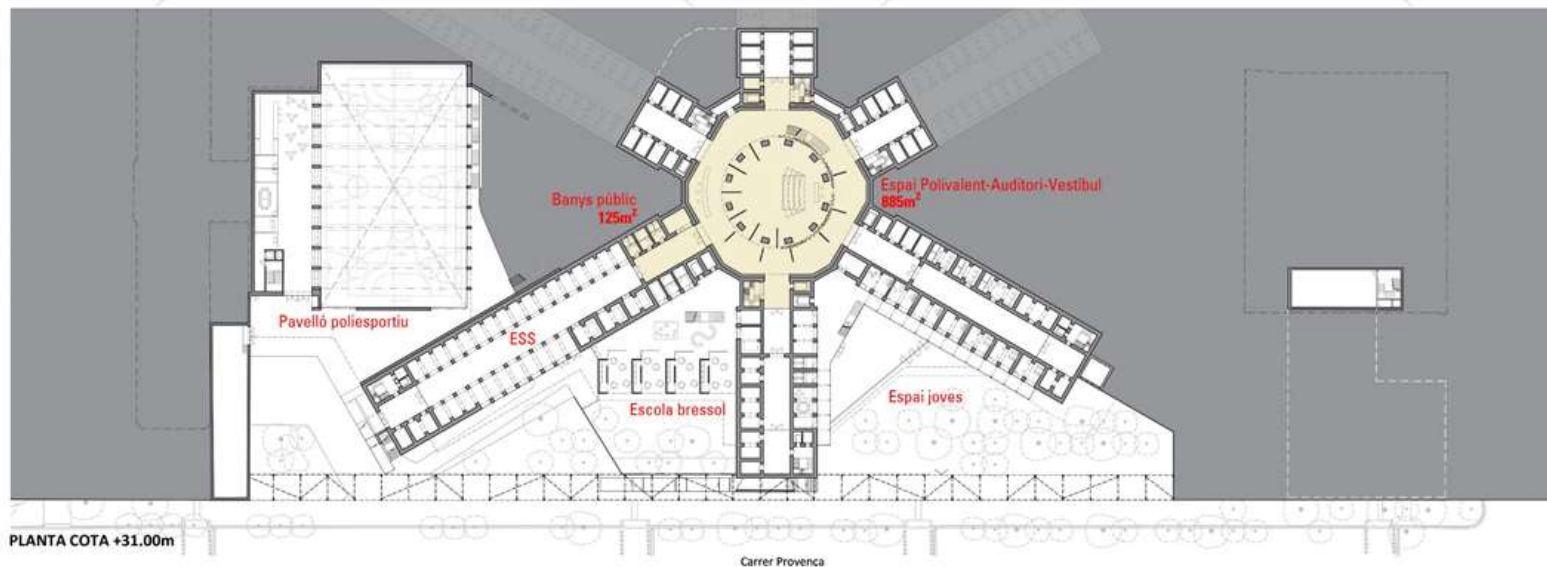 Banys públic
125m²
Espai Polivalent-Auditori-Vestíbul
885m²
Pavelló poliesportiu
ESS
Escola bressol
Espai joves
PLANTA COTA +31.00m
Carrer Provenca